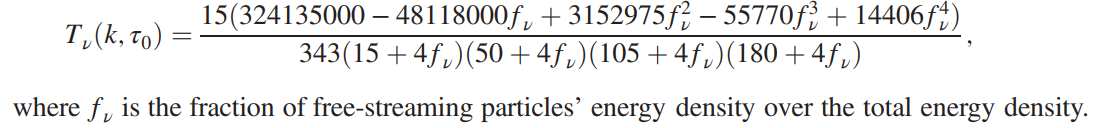 T_ν(k, τ_0) = 15(324135000 − 48118000f_ν + 3152975f_ν^2 − 55770f_ν^3 + 14406f_ν^4) / 343(15 + 4f_ν)(50 + 4f_ν)(105 + 4f_ν)(180 + 4f_ν),
where f_ν is the fraction of free-streaming particles' energy density over the total energy density.